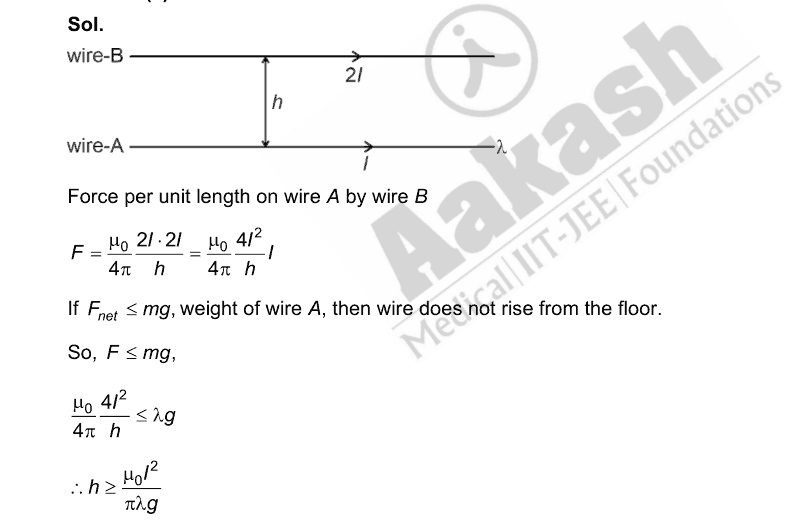 Sol.
wire-B
2I
h
wire-A
λ
I
Force per unit length on wire A by wire B
F = μ₀/4π 2I·2I/h = μ₀/4π 4I²/h l
If F_net ≤ mg, weight of wire A, then wire does not rise from the floor.
So, F ≤ mg,
μ₀/4π 4I²/h ≤ λg
∴ h ≥ μ₀I²/πλg
Aakash
Medical|IIT-JEE|Foundations